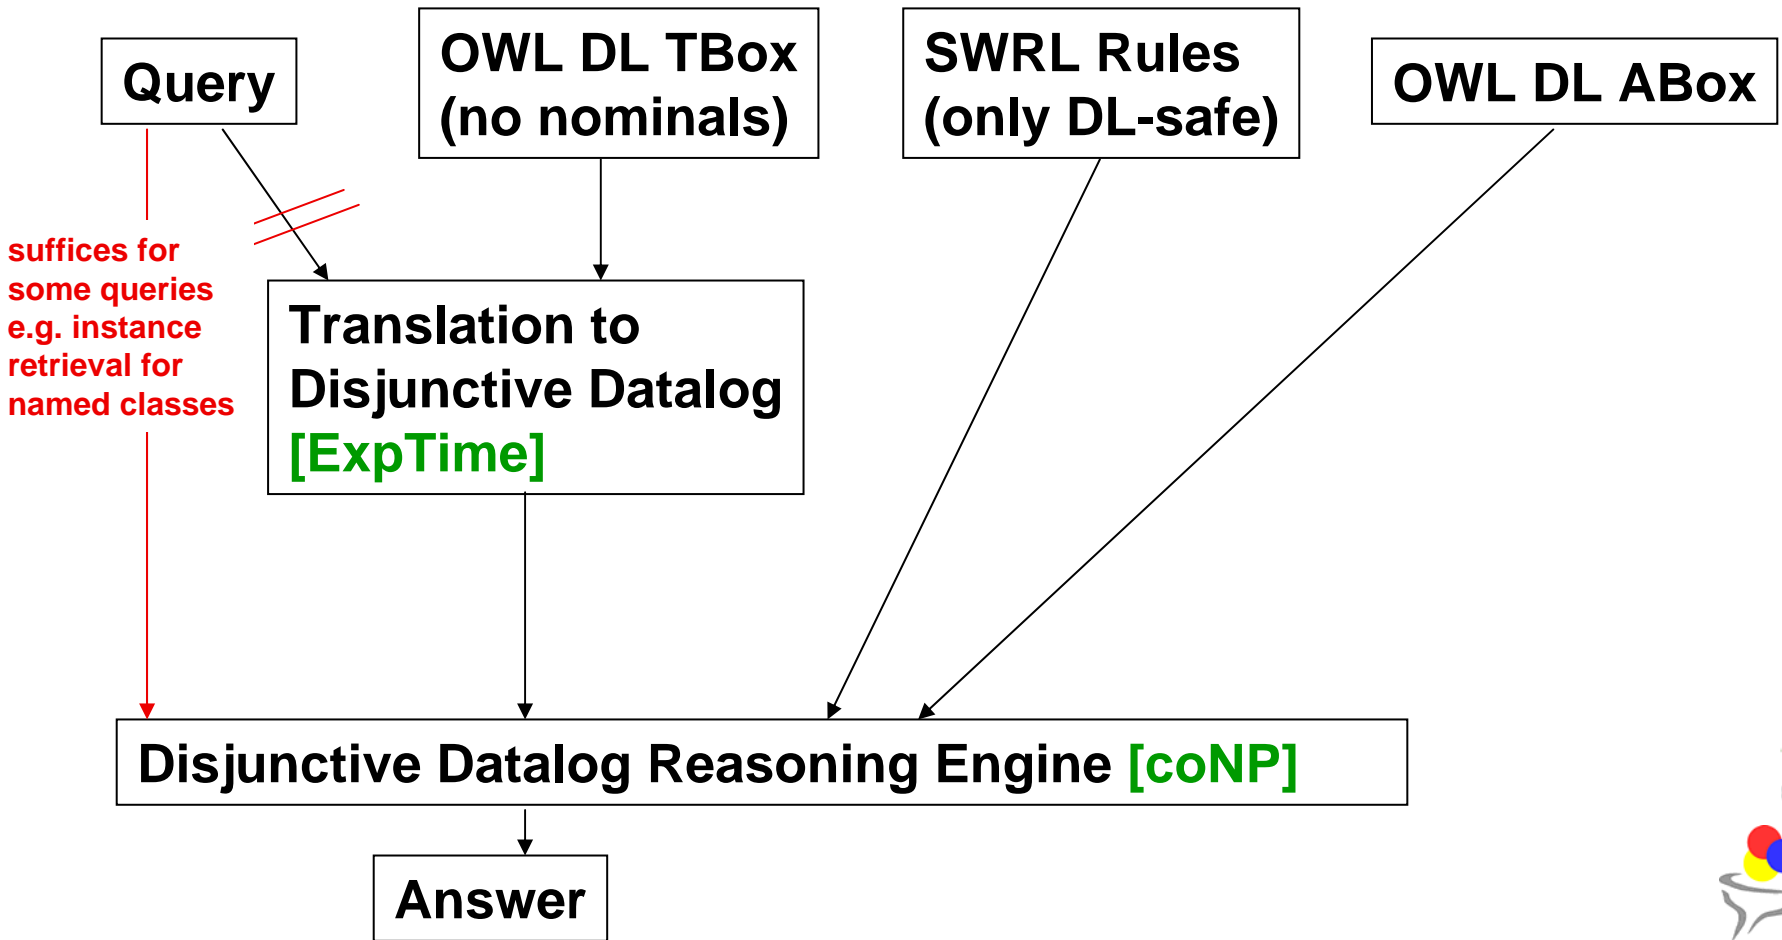 Query
OWL DL TBox
(no nominals)
SWRL Rules
(only DL-safe)
OWL DL ABox
suffices for
some queries
e.g. instance
retrieval for
named classes
Translation to
Disjunctive Datalog
[ExpTime]
Disjunctive Datalog Reasoning Engine [coNP]
Answer